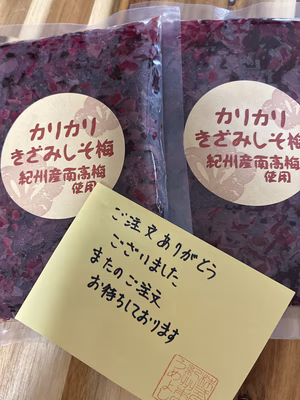 カリカリ
きざみしそ梅
紀州産南高梅
使用
カリカリ
きざみしそ梅
紀州産南高梅
使用
ご注文ありがとう
ございました
またのご注文
お待ちしております